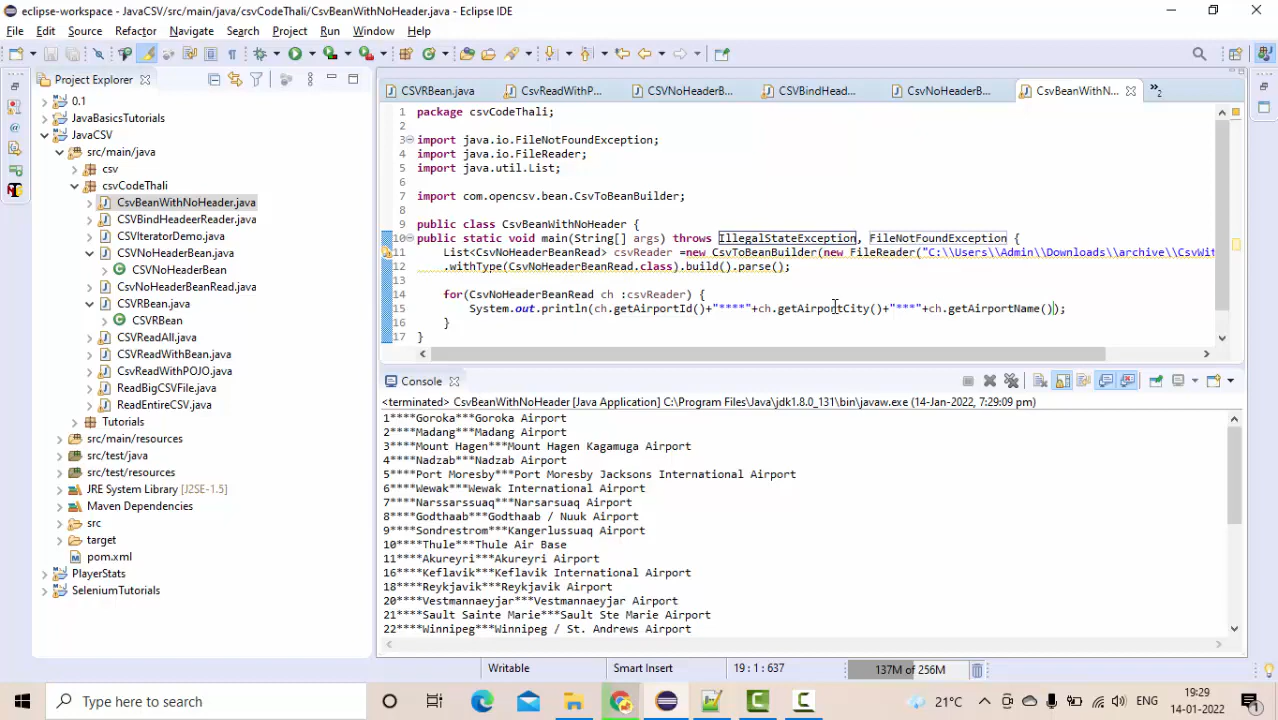 eclipse-workspace - JavaCSV/src/main/java/csvCodeThali/CsvBeanWithNoHeader.java - Eclipse IDE
File Edit Source Refactor Navigate Search Project Run Window Help
Project Explorer
0.1
JavaBasicsTutorials
JavaCSV
src/main/java
csv
csvCodeThali
CsvBeanWithNoHeader.java
CSVBindHeadeerReader.java
CSVIteratorDemo.java
CSVNoHeaderBean.java
CSVNoHeaderBean
CsvNoHeaderBeanRead.java
CSVRBean.java
CSVRBean
CSVReadAll.java
CSVReadWithBean.java
CsvReadWithPOJO.java
ReadBigCSVFile.java
ReadEntireCSV.java
Tutorials
src/main/resources
src/test/java
src/test/resources
JRE System Library [J2SE-1.5]
Maven Dependencies
src
target
pom.xml
PlayerStats
SeleniumTutorials
CSVRBean.java CsvReadWithP... CSVNoHeaderB... CSVBindHead... CsvNoHeaderB... CsvBeanWithN... »2
1 package csvCodeThali;
2
3 import java.io.FileNotFoundException;
4 import java.io.FileReader;
5 import java.util.List;
6
7 import com.opencsv.bean.CsvToBeanBuilder;
8
9 public class CsvBeanWithNoHeader {
10 public static void main(String[] args) throws IllegalStateException, FileNotFoundException {
11 List<CsvNoHeaderBeanRead> csvReader =new CsvToBeanBuilder(new FileReader("C:\\Users\\Admin\\Downloads\\archive\\CsvWit
12 .withType(CsvNoHeaderBeanRead.class).build().parse();
13
14 for(CsvNoHeaderBeanRead ch :csvReader) {
15 System.out.println(ch.getAirportId()+"****"+ch.getAirportCity()+"***"+ch.getAirportName());
16 }
17 }
Console
<terminated> CsvBeanWithNoHeader [Java Application] C:\Program Files\Java\jdk1.8.0_131\bin\javaw.exe (14-Jan-2022, 7:29:09 pm)
1****Goroka***Goroka Airport
2****Madang***Madang Airport
3****Mount Hagen***Mount Hagen Kagamuga Airport
4****Nadzab***Nadzab Airport
5****Port Moresby***Port Moresby Jacksons International Airport
6****Wewak***Wewak International Airport
7****Narssarssuaq***Narsarsuaq Airport
8****Godthaab***Godthaab / Nuuk Airport
9****Sondrestrom***Kangerlussuaq Airport
10****Thule***Thule Air Base
11****Akureyri***Akureyri Airport
16****Keflavik***Keflavik International Airport
18****Reykjavik***Reykjavik Airport
20****Vestmannaeyjar***Vestmannaeyjar Airport
21****Sault Sainte Marie***Sault Ste Marie Airport
22****Winnipeg***Winnipeg / St. Andrews Airport
Writable Smart Insert 19 : 1 : 637 137M of 256M
Type here to search 21°C ENG 15:29 14-01-2022 1